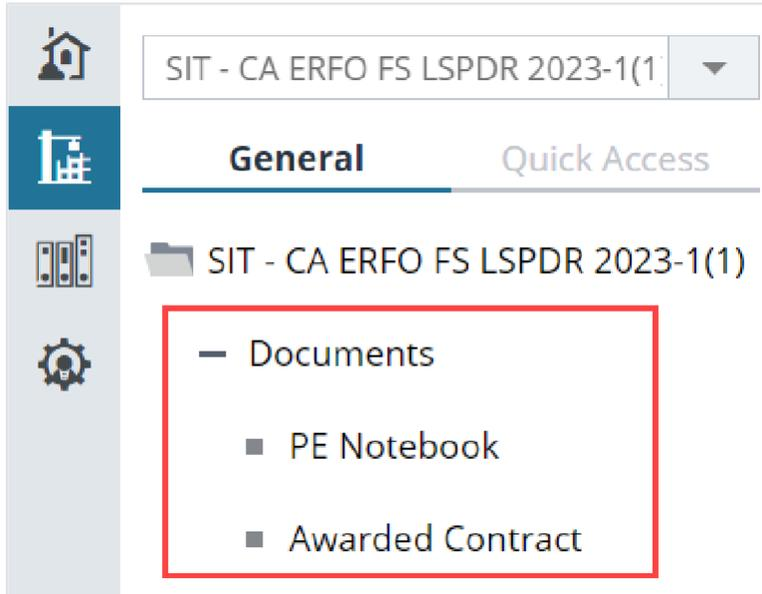 SIT - CA ERFO FS LSPDR 2023-1(1
General Quick Access
SIT - CA ERFO FS LSPDR 2023-1(1)
Documents
PE Notebook
Awarded Contract